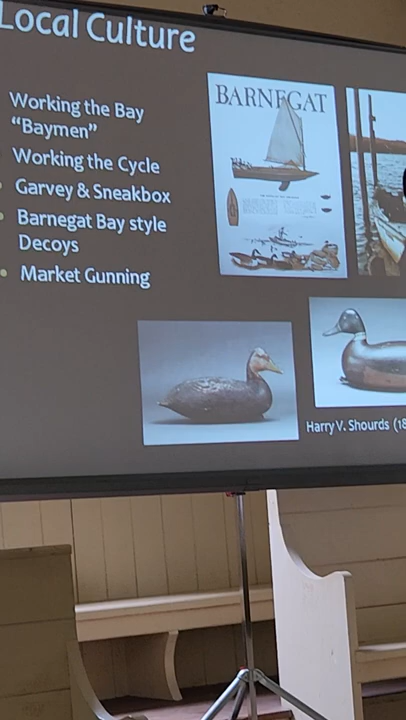 Local Culture
Working the Bay
“Baymen”
Working the Cycle
Garvey & Sneakbox
Barnegat Bay style
Decoys
Market Gunning
BARNEGAT
Harry V. Shourds (18